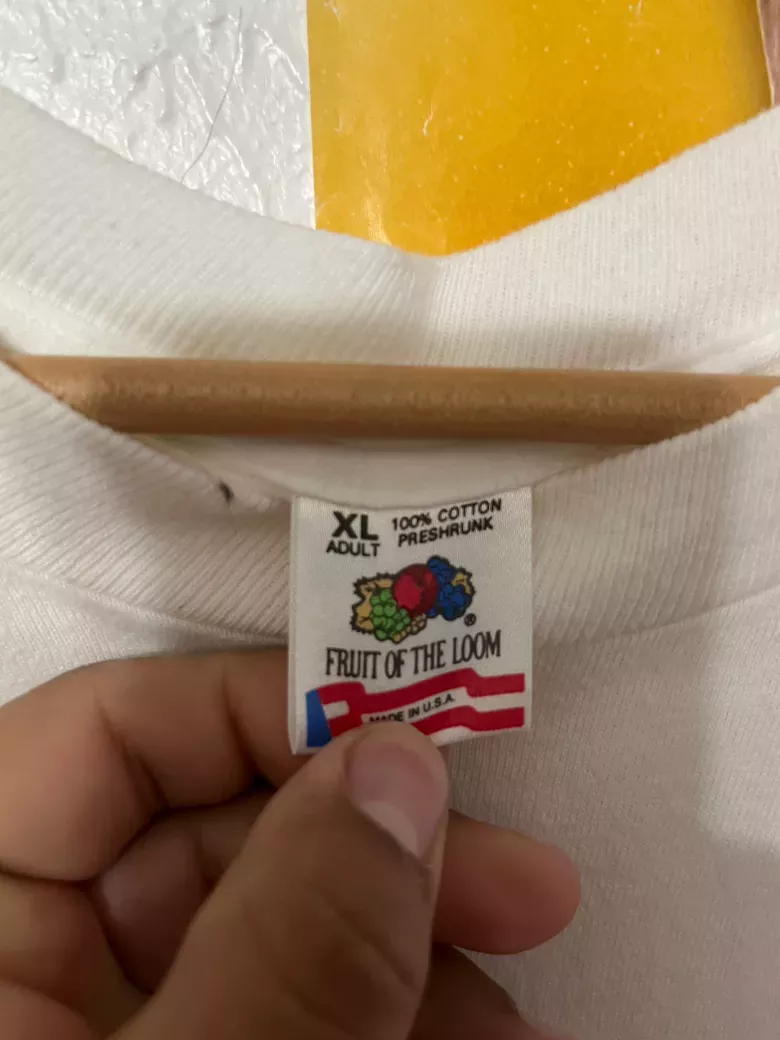 XL
ADULT
100% COTTON
PRESHRUNK
®
FRUIT OF THE LOOM
MADE IN U.S.A.